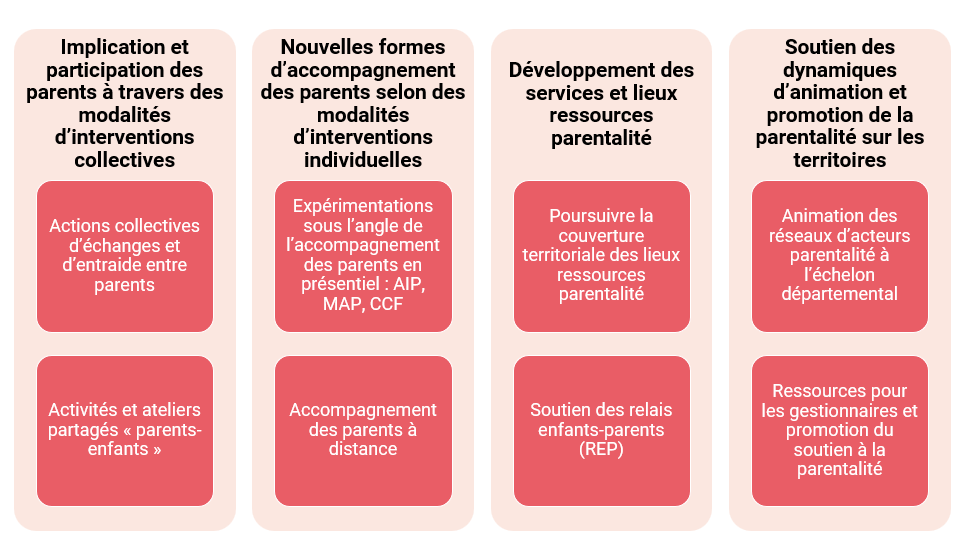 Implication et
participation des
parents à travers des
modalités
d’interventions
collectives
Actions collectives
d’échanges et
d’entraide entre
parents
Activités et ateliers
partagés « parents-
enfants »
Nouvelles formes
d’accompagnement
des parents selon des
modalités
d’interventions
individuelles
Expérimentations
sous l’angle de
l’accompagnement
des parents en
présentiel : AIP,
MAP, CCF
Accompagnement
des parents à
distance
Développement des
services et lieux
ressources
parentalité
Poursuivre la
couverture
territoriale des lieux
ressources
parentalité
Soutien des relais
enfants-parents
(REP)
Soutien des
dynamiques
d’animation et
promotion de la
parentalité sur les
territoires
Animation des
réseaux d’acteurs
parentalité à
l’échelon
départemental
Ressources pour
les gestionnaires et
promotion du
soutien à la
parentalité